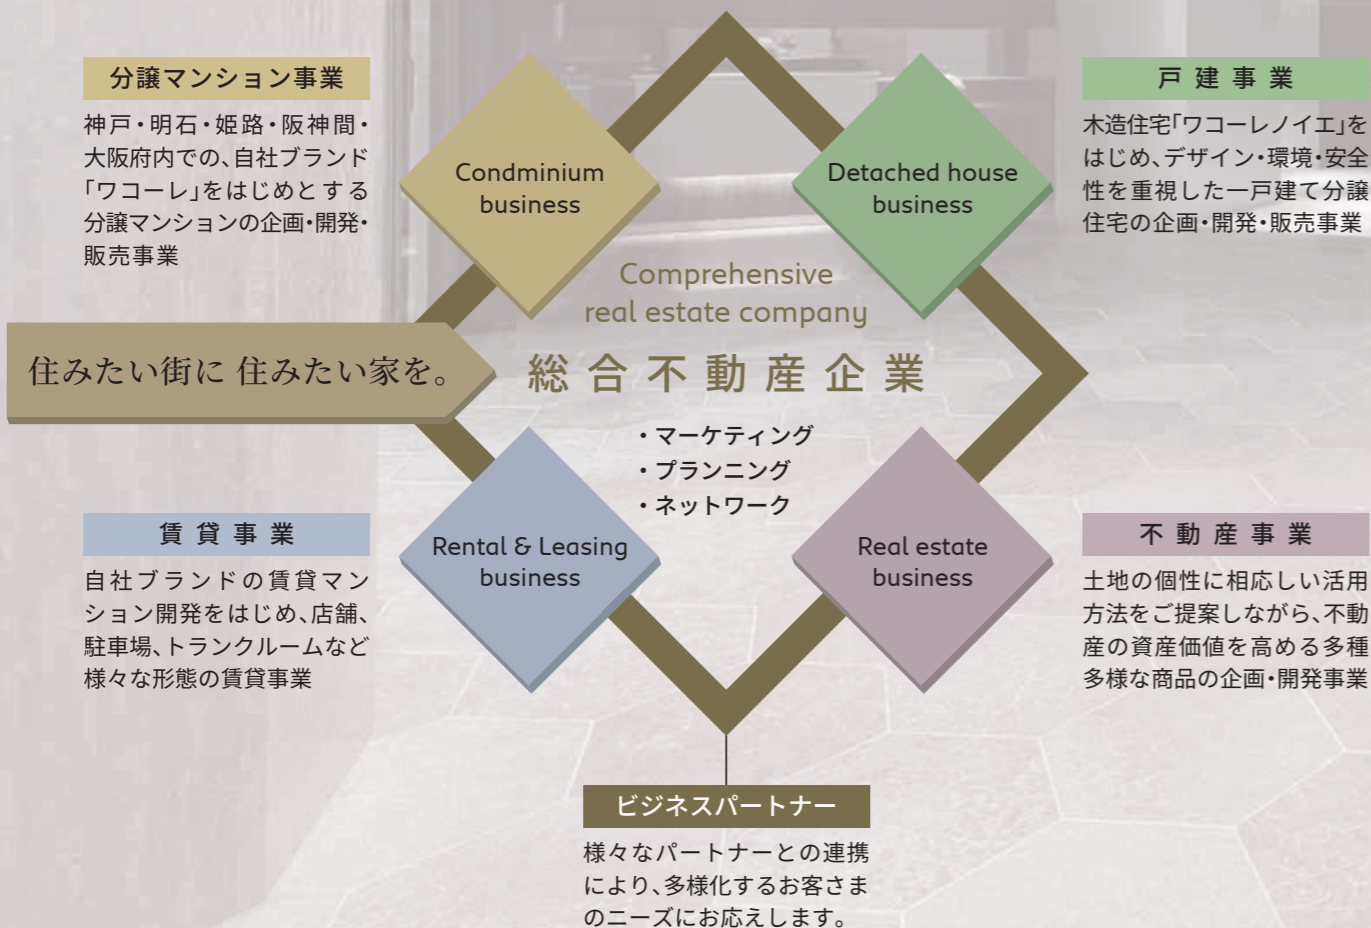 分譲マンション事業
神戸・明石・姫路・阪神間・
大阪府内での、自社ブランド
「ワコーレ」をはじめとする
分譲マンションの企画・開発・
販売事業
Condminium
business
Detached house
business
戸建事業
木造住宅「ワコーレノイエ」を
はじめ、デザイン・環境・安全
性を重視した一戸建て分譲
住宅の企画・開発・販売事業
Comprehensive
real estate company
住みたい街に 住みたい家を。
総合不動産企業
・マーケティング
・プランニング
・ネットワーク
賃貸事業
自社ブランドの賃貸マン
ション開発をはじめ、店舗、
駐車場、トランクルームなど
様々な形態の賃貸事業
Rental & Leasing
business
Real estate
business
不動産事業
土地の個性に相応しい活用
方法をご提案しながら、不動
産の資産価値を高める多種
多様な商品の企画・開発事業
ビジネスパートナー
様々なパートナーとの連携
により、多様化するお客さま
のニーズにお応えします。